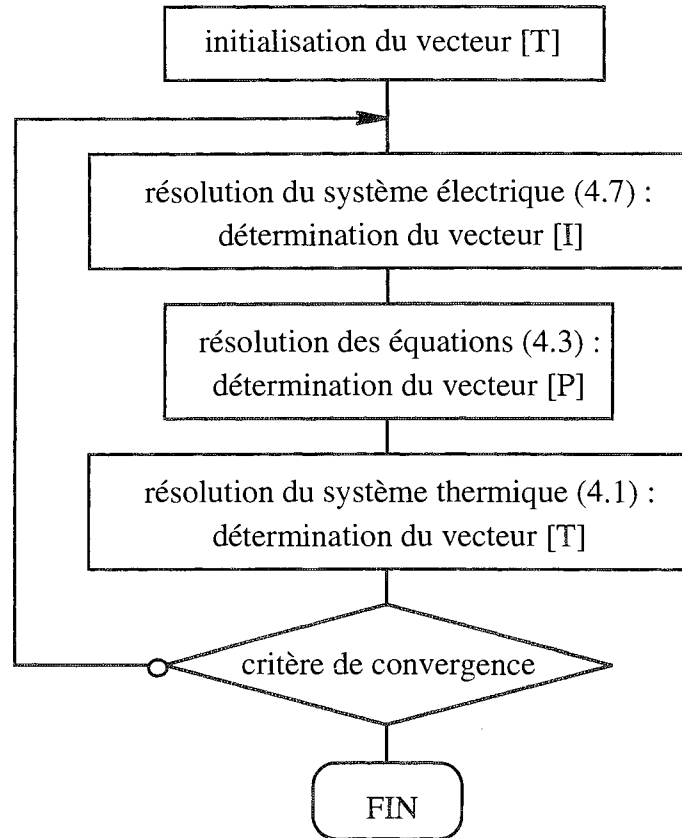 initialisation du vecteur [T]
résolution du système électrique (4.7) :
détermination du vecteur [I]
résolution des équations (4.3) :
détermination du vecteur [P]
résolution du système thermique (4.1) :
détermination du vecteur [T]
critère de convergence
FIN